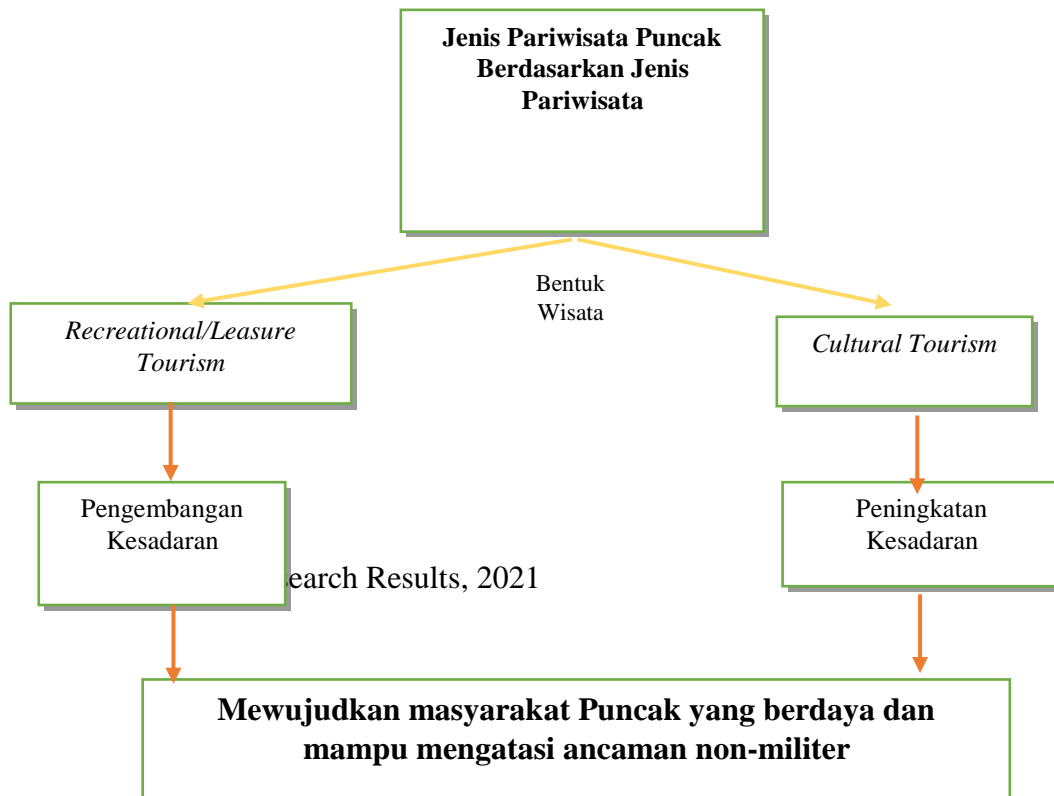 Jenis Pariwisata Puncak
Berdasarkan Jenis
Pariwisata
Bentuk
Wisata
Recreational/Leasure
Tourism
Cultural Tourism
Pengembangan
Kesadaran
Peningkatan
Kesadaran
Results, 2021
Mewujudkan masyarakat Puncak yang berdaya dan
mampu mengatasi ancaman non-militer